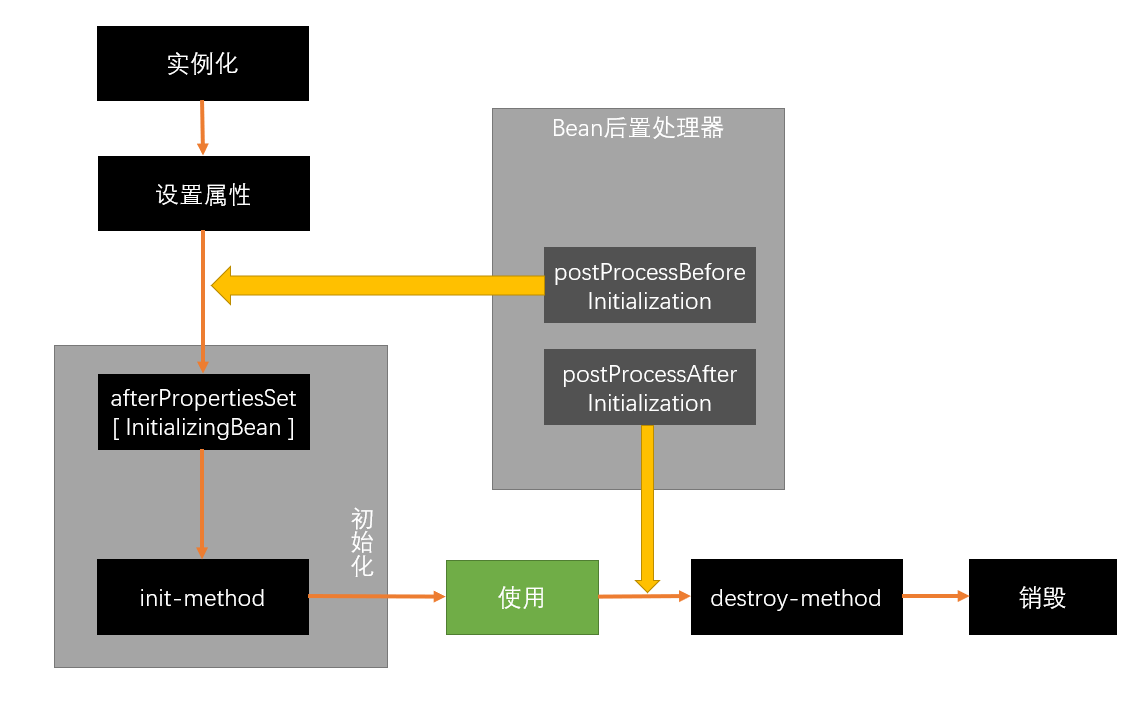 实例化
设置属性
Bean后置处理器
postProcessBefore
Initialization
postProcessAfter
Initialization
afterPropertiesSet
[ InitializingBean ]
初
始
化
init-method
使用
destroy-method
销毁